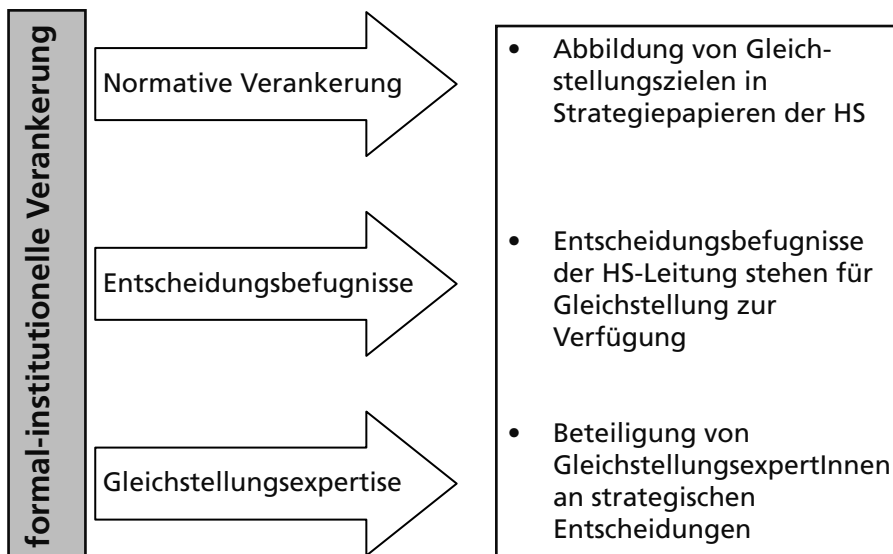 formal-institutionelle Verankerung
Normative Verankerung
• Abbildung von Gleich-
stellungszielen in
Strategiepapieren der HS
Entscheidungsbefugnisse
• Entscheidungsbefugnisse
der HS-Leitung stehen für
Gleichstellung zur
Verfügung
Gleichstellungsexpertise
• Beteiligung von
GleichstellungsexpertInnen
an strategischen
Entscheidungen